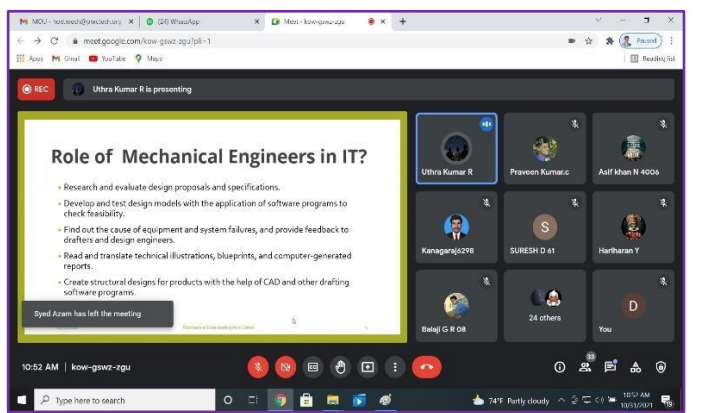 MOU - hod.mech@pmctech.org
(24) WhatsApp
Meet - kow-gswz-zgu
meet.google.com/kow-gswz-zgu?pli=1
Paused
Apps Gmail YouTube Maps
Reading list
REC Uthra Kumar R is presenting
Role of Mechanical Engineers in IT?
Research and evaluate design proposals and specifications.
Develop and test design models with the application of software programs to
check feasibility.
Find out the cause of equipment and system failures, and provide feedback to
drafters and design engineers.
Read and translate technical illustrations, blueprints, and computer-generated
reports.
Create structural designs for products with the help of CAD and other drafting
software programs.
Syed Azam has left the meeting
Uthra Kumar R
Praveen Kumar.c
Asif khan N 4006
Kanagaraj6298
S
SURESH D 61
Hariharan Y
Balaji G R 08
24 others
D
You
10:52 AM | kow-gswz-zgu
33
Type here to search
74°F Partly cloudy
10:52 AM
10/31/2021